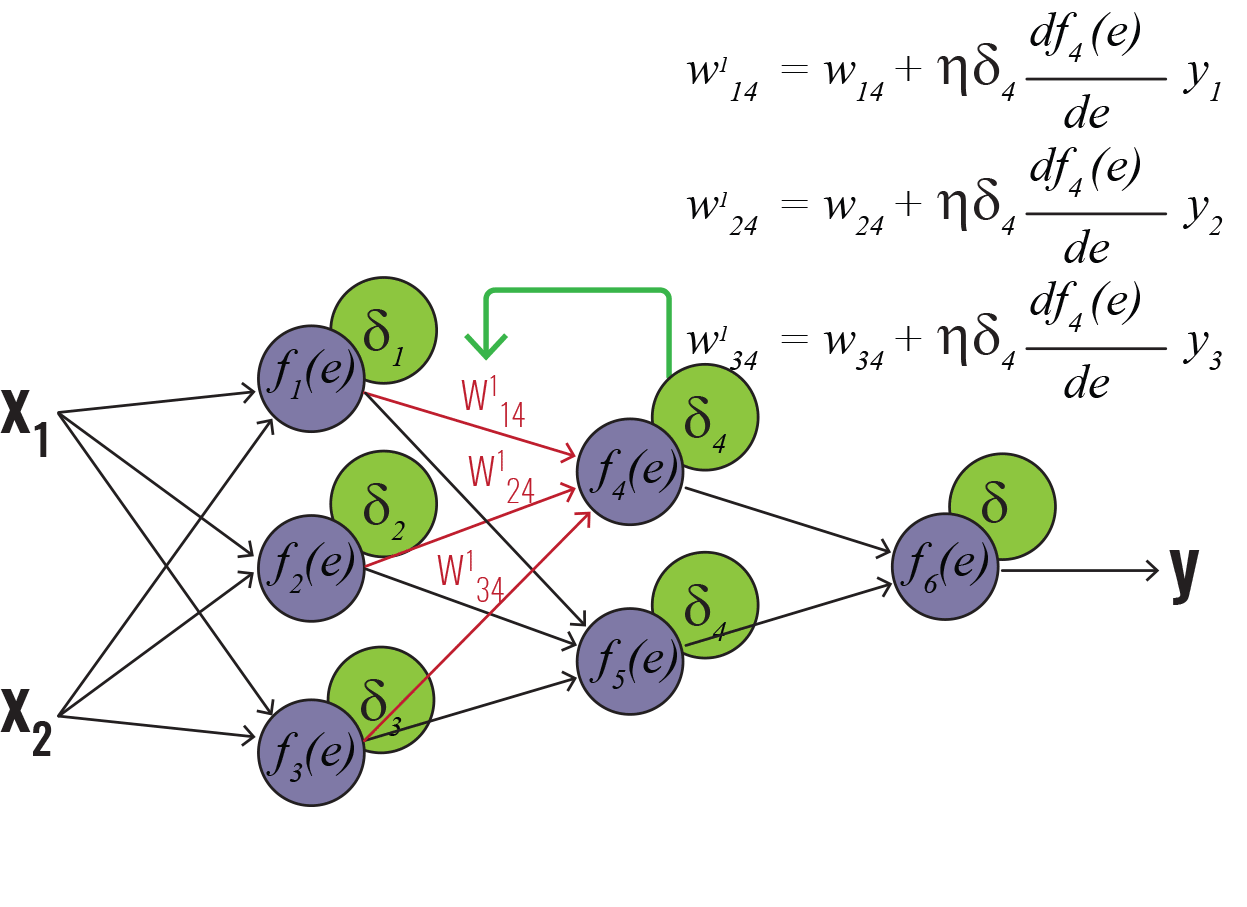 w¹₁₄ = w₁₄ + ηδ₄ df₄(e)/de y₁
w¹₂₄ = w₂₄ + ηδ₄ df₄(e)/de y₂
w¹₃₄ = w₃₄ + ηδ₄ df₄(e)/de y₃
δ₁
f₁(e)
x₁
W¹₁₄
δ₄
f₄(e)
W¹₂₄
δ₂
f₂(e)
W¹₃₄
δ
f₆(e)
y
δ₄
f₅(e)
x₂
δ₃
f₃(e)